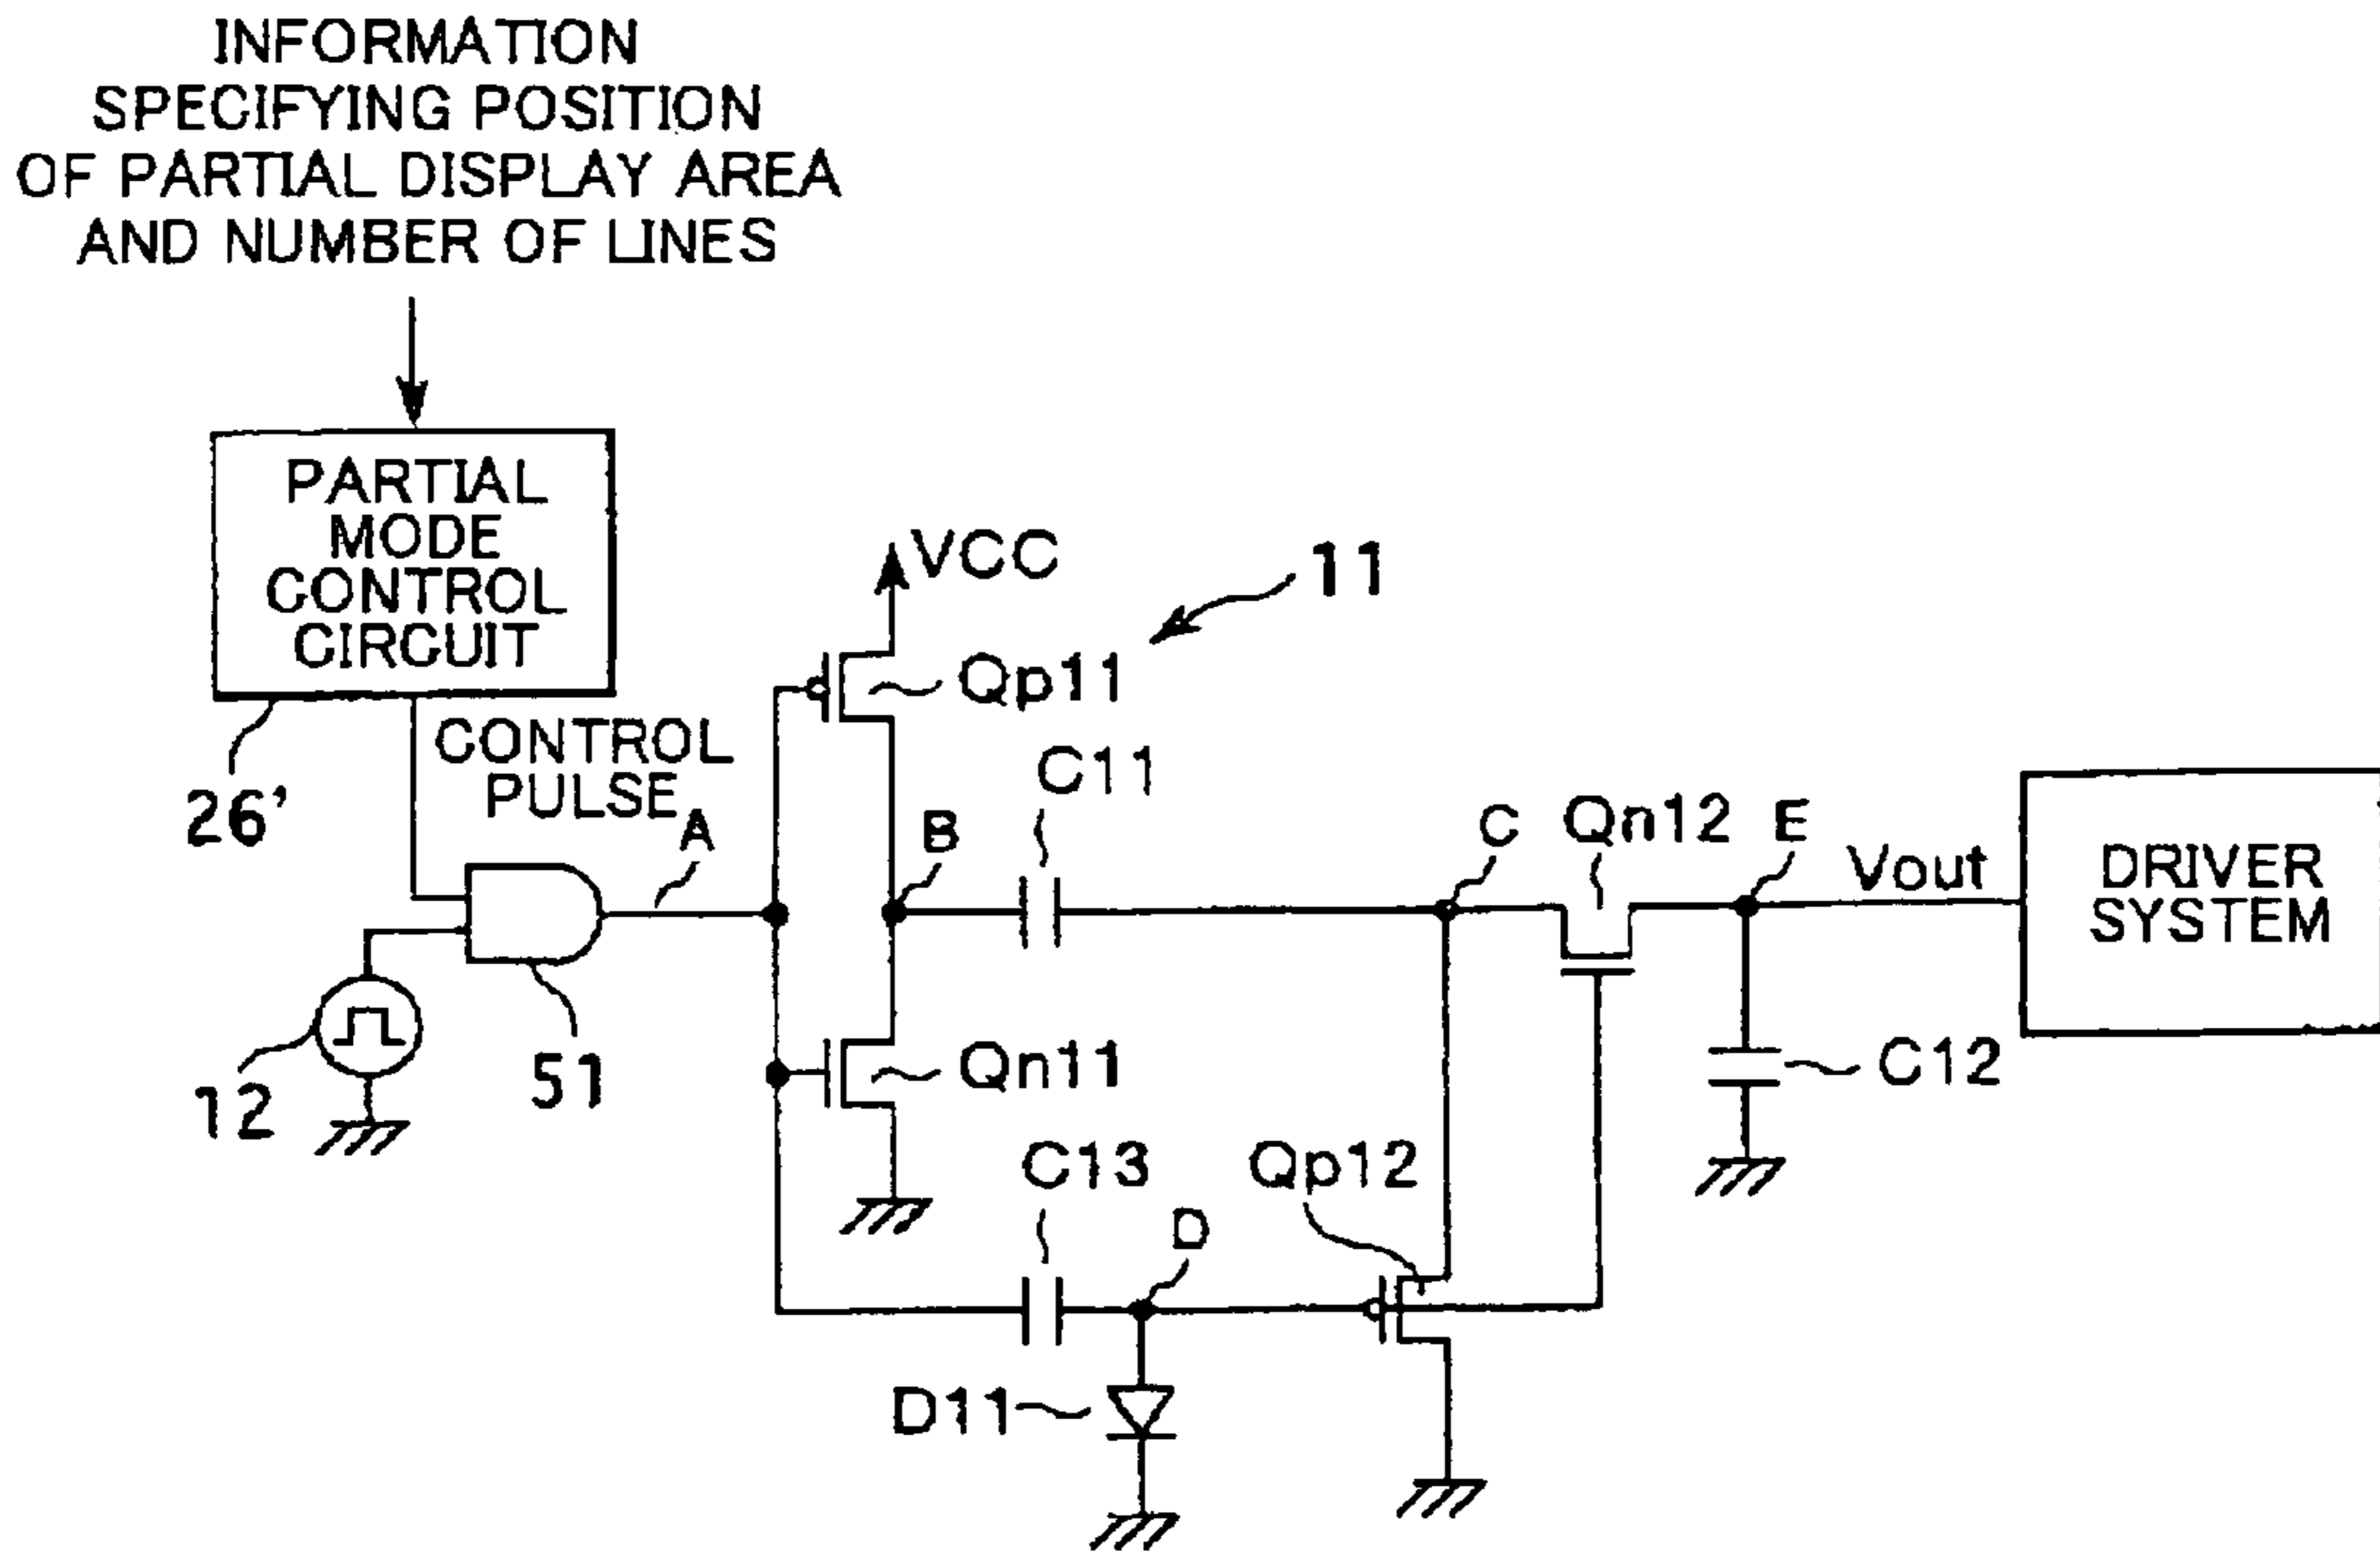 INFORMATION
SPECIFYING POSITION
OF PARTIAL DISPLAY AREA
AND NUMBER OF LINES
PARTIAL
MODE
CONTROL
CIRCUIT
VCC
11
Qp11
CONTROL
PULSE
26'
A
C11
B
C
Qn12
E
Vout
DRIVER
SYSTEM
12
51
Qn11
C12
C13
Qp12
D
D11